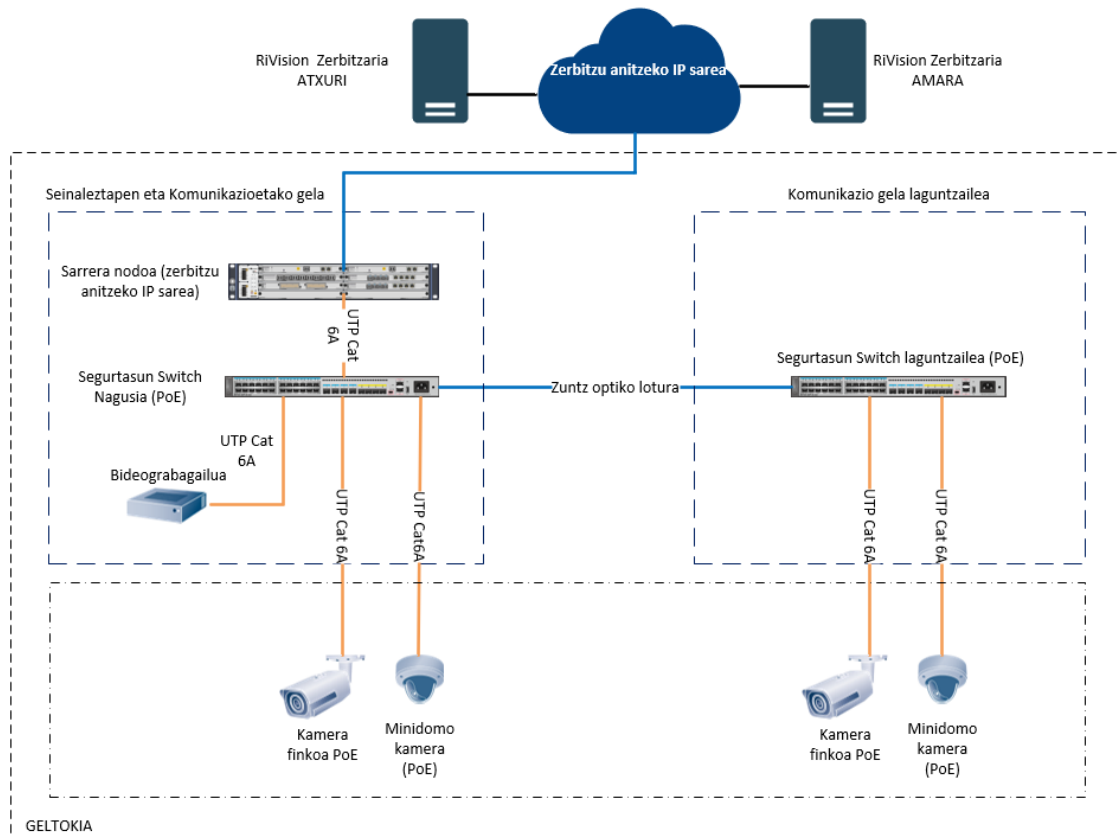 RiVision Zerbitzaria
ATXURI
Zerbitzu anitzeko IP sarea
RiVision Zerbitzaria
AMARA
Seinaleztapen eta Komunikazioetako gela
Komunikazio gela laguntzailea
Sarrera nodoa (zerbitzu
anitzeko IP sarea)
UTP Cat
6A
Segurtasun Switch
Nagusia (PoE)
Zuntz optiko lotura
Segurtasun Switch laguntzailea (PoE)
UTP Cat
6A
Bideograbagailua
UTP Cat 6A
UTP Cat6A
UTP Cat 6A
UTP Cat 6A
Kamera
finkoa PoE
Minidomo
kamera
(PoE)
Kamera
finkoa PoE
Minidomo
kamera
(PoE)
GELTOKIA